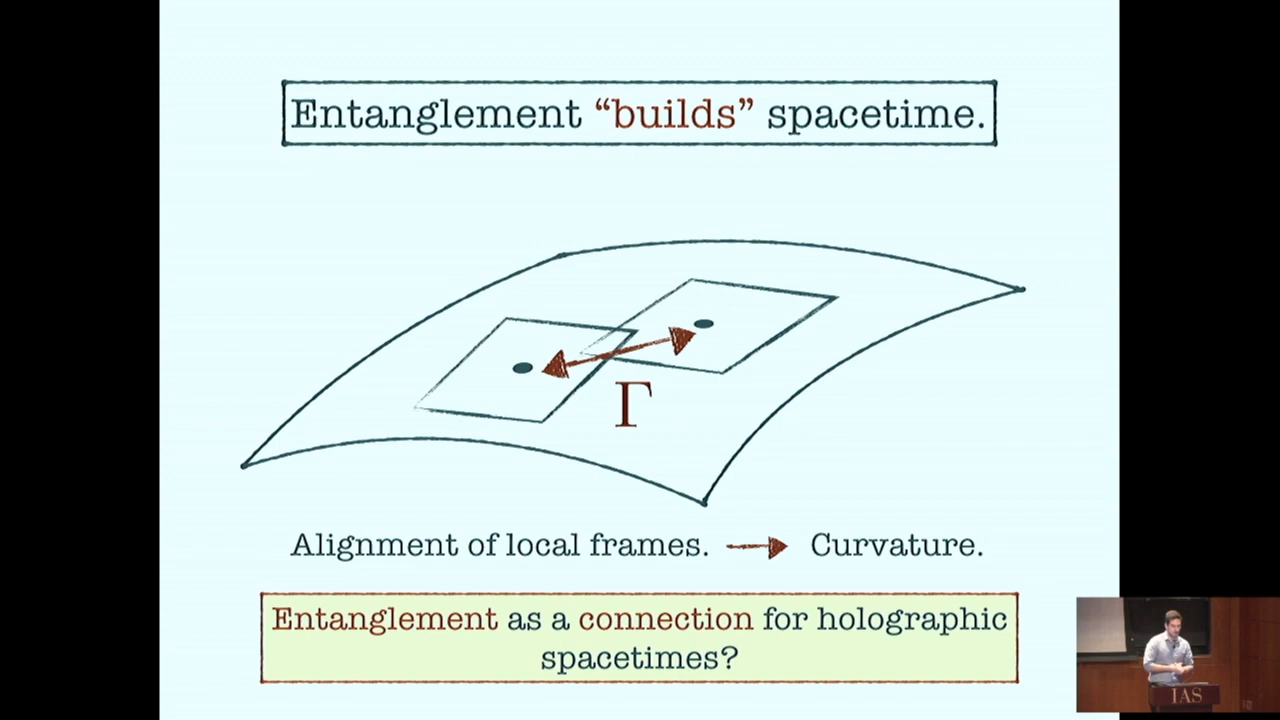 Entanglement “builds” spacetime.
Γ
Alignment of local frames. → Curvature.
Entanglement as a connection for holographic
spacetimes?
IAS